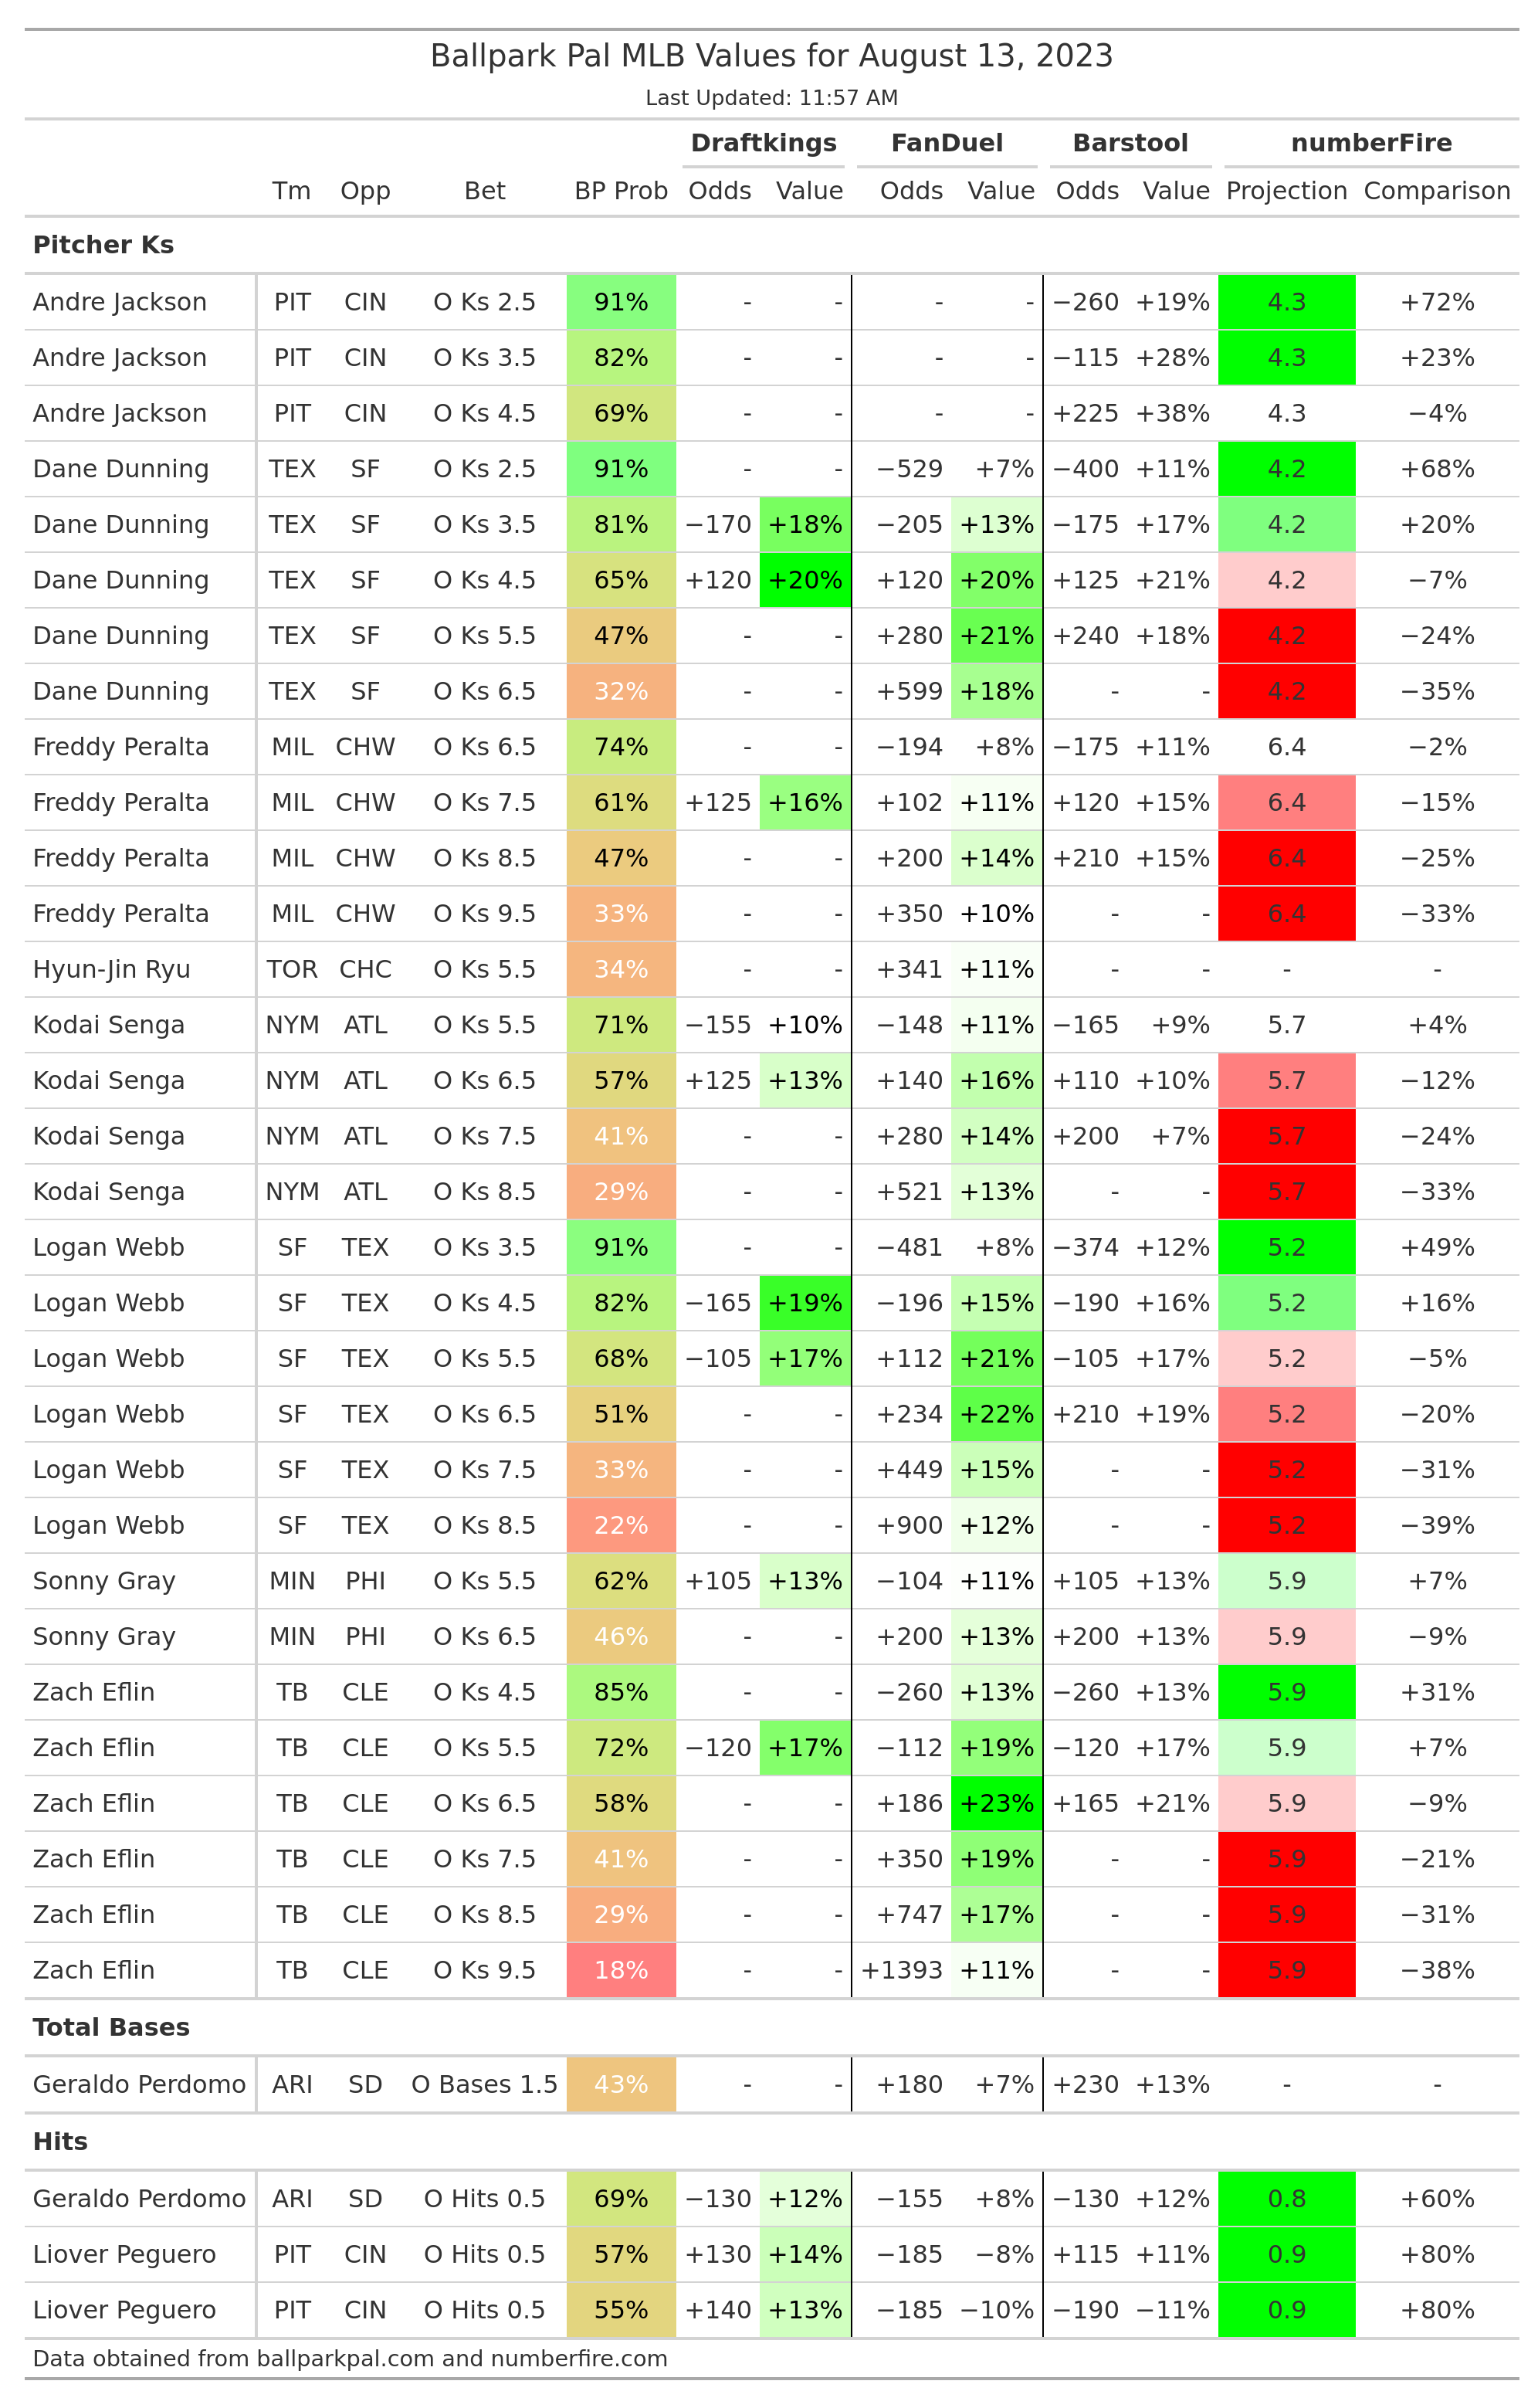 Ballpark Pal MLB Values for August 13, 2023
Last Updated: 11:57 AM
Draftkings FanDuel Barstool numberFire
Tm Opp Bet BP Prob Odds Value Odds Value Odds Value Projection Comparison
Pitcher Ks
Andre Jackson PIT CIN O Ks 2.5 91% - - - - −260 +19% 4.3 +72%
Andre Jackson PIT CIN O Ks 3.5 82% - - - - −115 +28% 4.3 +23%
Andre Jackson PIT CIN O Ks 4.5 69% - - - - +225 +38% 4.3 −4%
Dane Dunning TEX SF O Ks 2.5 91% - - −529 +7% −400 +11% 4.2 +68%
Dane Dunning TEX SF O Ks 3.5 81% −170 +18% −205 +13% −175 +17% 4.2 +20%
Dane Dunning TEX SF O Ks 4.5 65% +120 +20% +120 +20% +125 +21% 4.2 −7%
Dane Dunning TEX SF O Ks 5.5 47% - - +280 +21% +240 +18% 4.2 −24%
Dane Dunning TEX SF O Ks 6.5 32% - - +599 +18% - - 4.2 −35%
Freddy Peralta MIL CHW O Ks 6.5 74% - - −194 +8% −175 +11% 6.4 −2%
Freddy Peralta MIL CHW O Ks 7.5 61% +125 +16% +102 +11% +120 +15% 6.4 −15%
Freddy Peralta MIL CHW O Ks 8.5 47% - - +200 +14% +210 +15% 6.4 −25%
Freddy Peralta MIL CHW O Ks 9.5 33% - - +350 +10% - - 6.4 −33%
Hyun-Jin Ryu TOR CHC O Ks 5.5 34% - - +341 +11% - - - -
Kodai Senga NYM ATL O Ks 5.5 71% −155 +10% −148 +11% −165 +9% 5.7 +4%
Kodai Senga NYM ATL O Ks 6.5 57% +125 +13% +140 +16% +110 +10% 5.7 −12%
Kodai Senga NYM ATL O Ks 7.5 41% - - +280 +14% +200 +7% 5.7 −24%
Kodai Senga NYM ATL O Ks 8.5 29% - - +521 +13% - - 5.7 −33%
Logan Webb SF TEX O Ks 3.5 91% - - −481 +8% −374 +12% 5.2 +49%
Logan Webb SF TEX O Ks 4.5 82% −165 +19% −196 +15% −190 +16% 5.2 +16%
Logan Webb SF TEX O Ks 5.5 68% −105 +17% +112 +21% −105 +17% 5.2 −5%
Logan Webb SF TEX O Ks 6.5 51% - - +234 +22% +210 +19% 5.2 −20%
Logan Webb SF TEX O Ks 7.5 33% - - +449 +15% - - 5.2 −31%
Logan Webb SF TEX O Ks 8.5 22% - - +900 +12% - - 5.2 −39%
Sonny Gray MIN PHI O Ks 5.5 62% +105 +13% −104 +11% +105 +13% 5.9 +7%
Sonny Gray MIN PHI O Ks 6.5 46% - - +200 +13% +200 +13% 5.9 −9%
Zach Eflin TB CLE O Ks 4.5 85% - - −260 +13% −260 +13% 5.9 +31%
Zach Eflin TB CLE O Ks 5.5 72% −120 +17% −112 +19% −120 +17% 5.9 +7%
Zach Eflin TB CLE O Ks 6.5 58% - - +186 +23% +165 +21% 5.9 −9%
Zach Eflin TB CLE O Ks 7.5 41% - - +350 +19% - - 5.9 −21%
Zach Eflin TB CLE O Ks 8.5 29% - - +747 +17% - - 5.9 −31%
Zach Eflin TB CLE O Ks 9.5 18% - - +1393 +11% - - 5.9 −38%
Total Bases
Geraldo Perdomo ARI SD O Bases 1.5 43% - - +180 +7% +230 +13% - -
Hits
Geraldo Perdomo ARI SD O Hits 0.5 69% −130 +12% −155 +8% −130 +12% 0.8 +60%
Liover Peguero PIT CIN O Hits 0.5 57% +130 +14% −185 −8% +115 +11% 0.9 +80%
Liover Peguero PIT CIN O Hits 0.5 55% +140 +13% −185 −10% −190 −11% 0.9 +80%
Data obtained from ballparkpal.com and numberfire.com